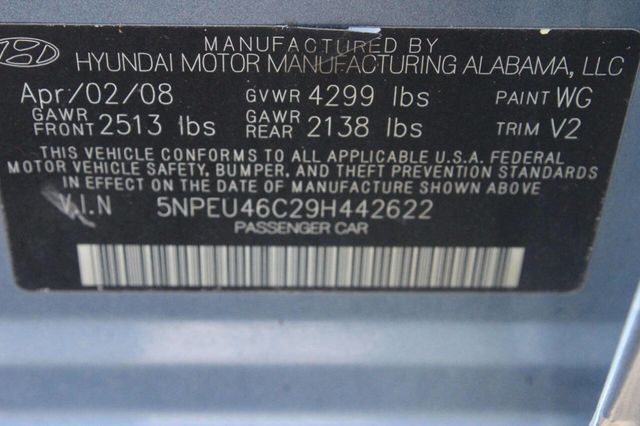 MANUFACTURED BY
HYUNDAI MOTOR MANUFACTURING ALABAMA, LLC
Apr/02/08 GVWR 4299 lbs PAINT WG
GAWR FRONT 2513 lbs GAWR REAR 2138 lbs TRIM V2
THIS VEHICLE CONFORMS TO ALL APPLICABLE U.S.A. FEDERAL
MOTOR VEHICLE SAFETY, BUMPER, AND THEFT PREVENTION STANDARDS
IN EFFECT ON THE DATE OF MANUFACTURE SHOWN ABOVE
V.I.N 5NPEU46C29H442622
PASSENGER CAR